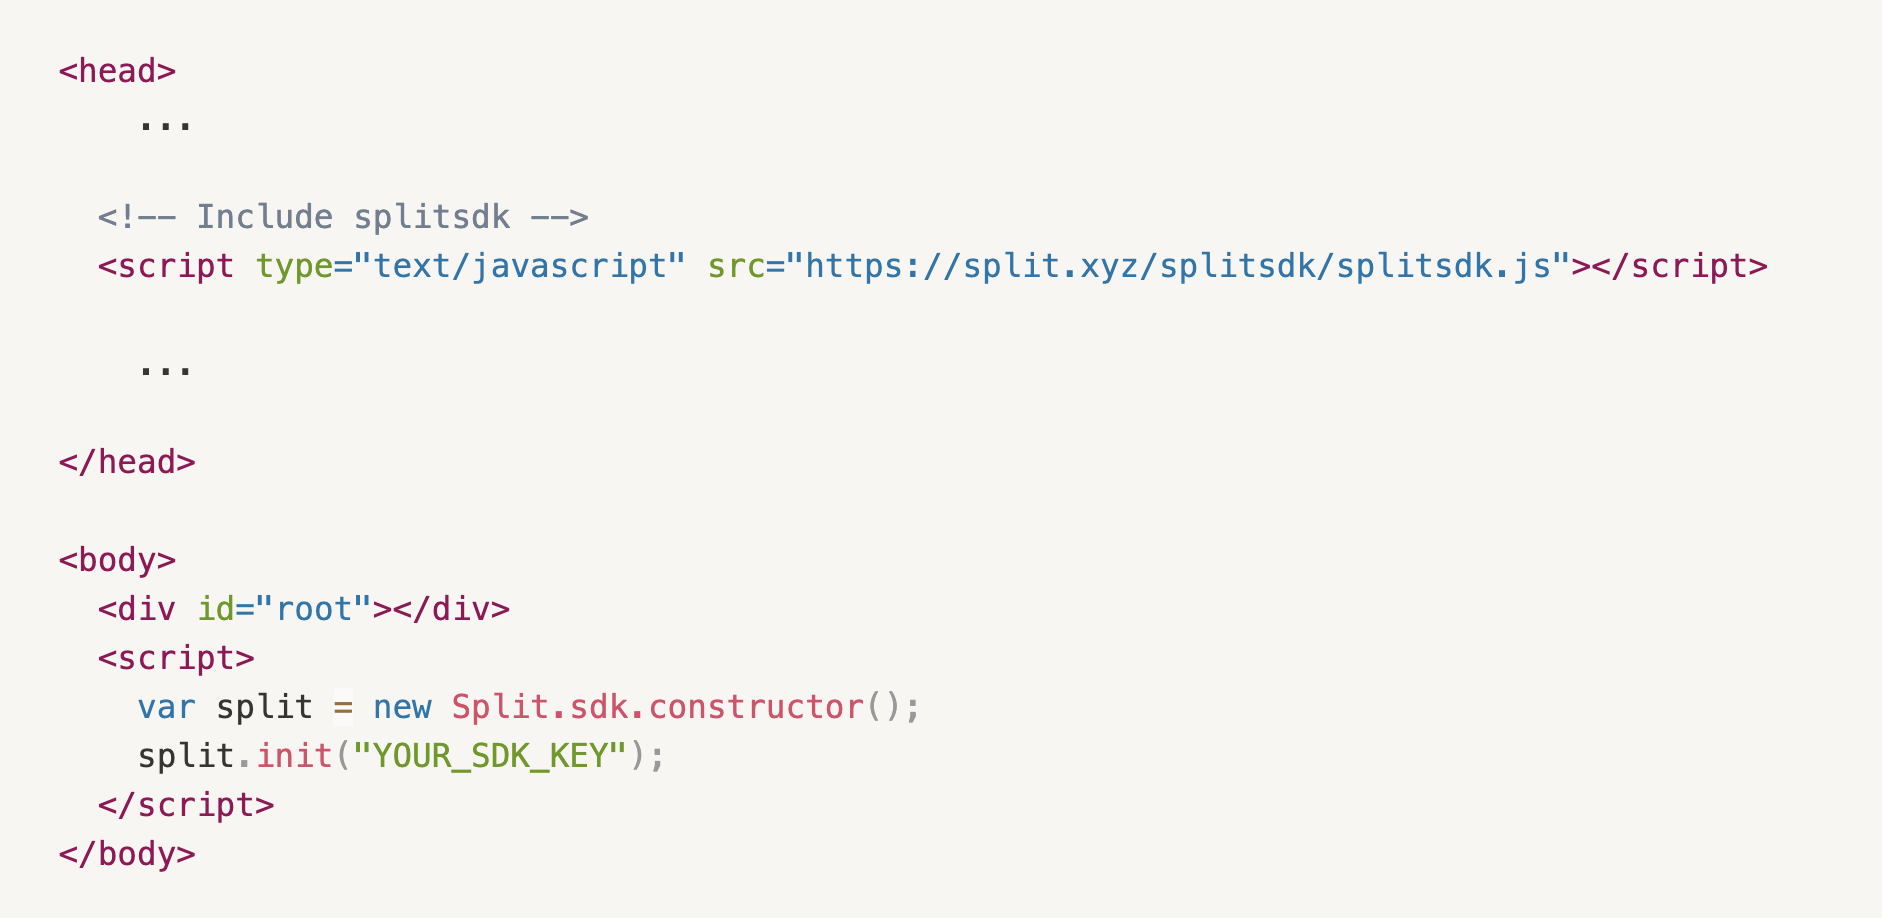 <head>
    ...
  <!-- Include splitsdk -->
  <script type="text/javascript" src="https://split.xyz/splitsdk/splitsdk.js"></script>
    ...
</head>
<body>
  <div id="root"></div>
  <script>
    var split = new Split.sdk.constructor();
    split.init("YOUR_SDK_KEY");
  </script>
</body>